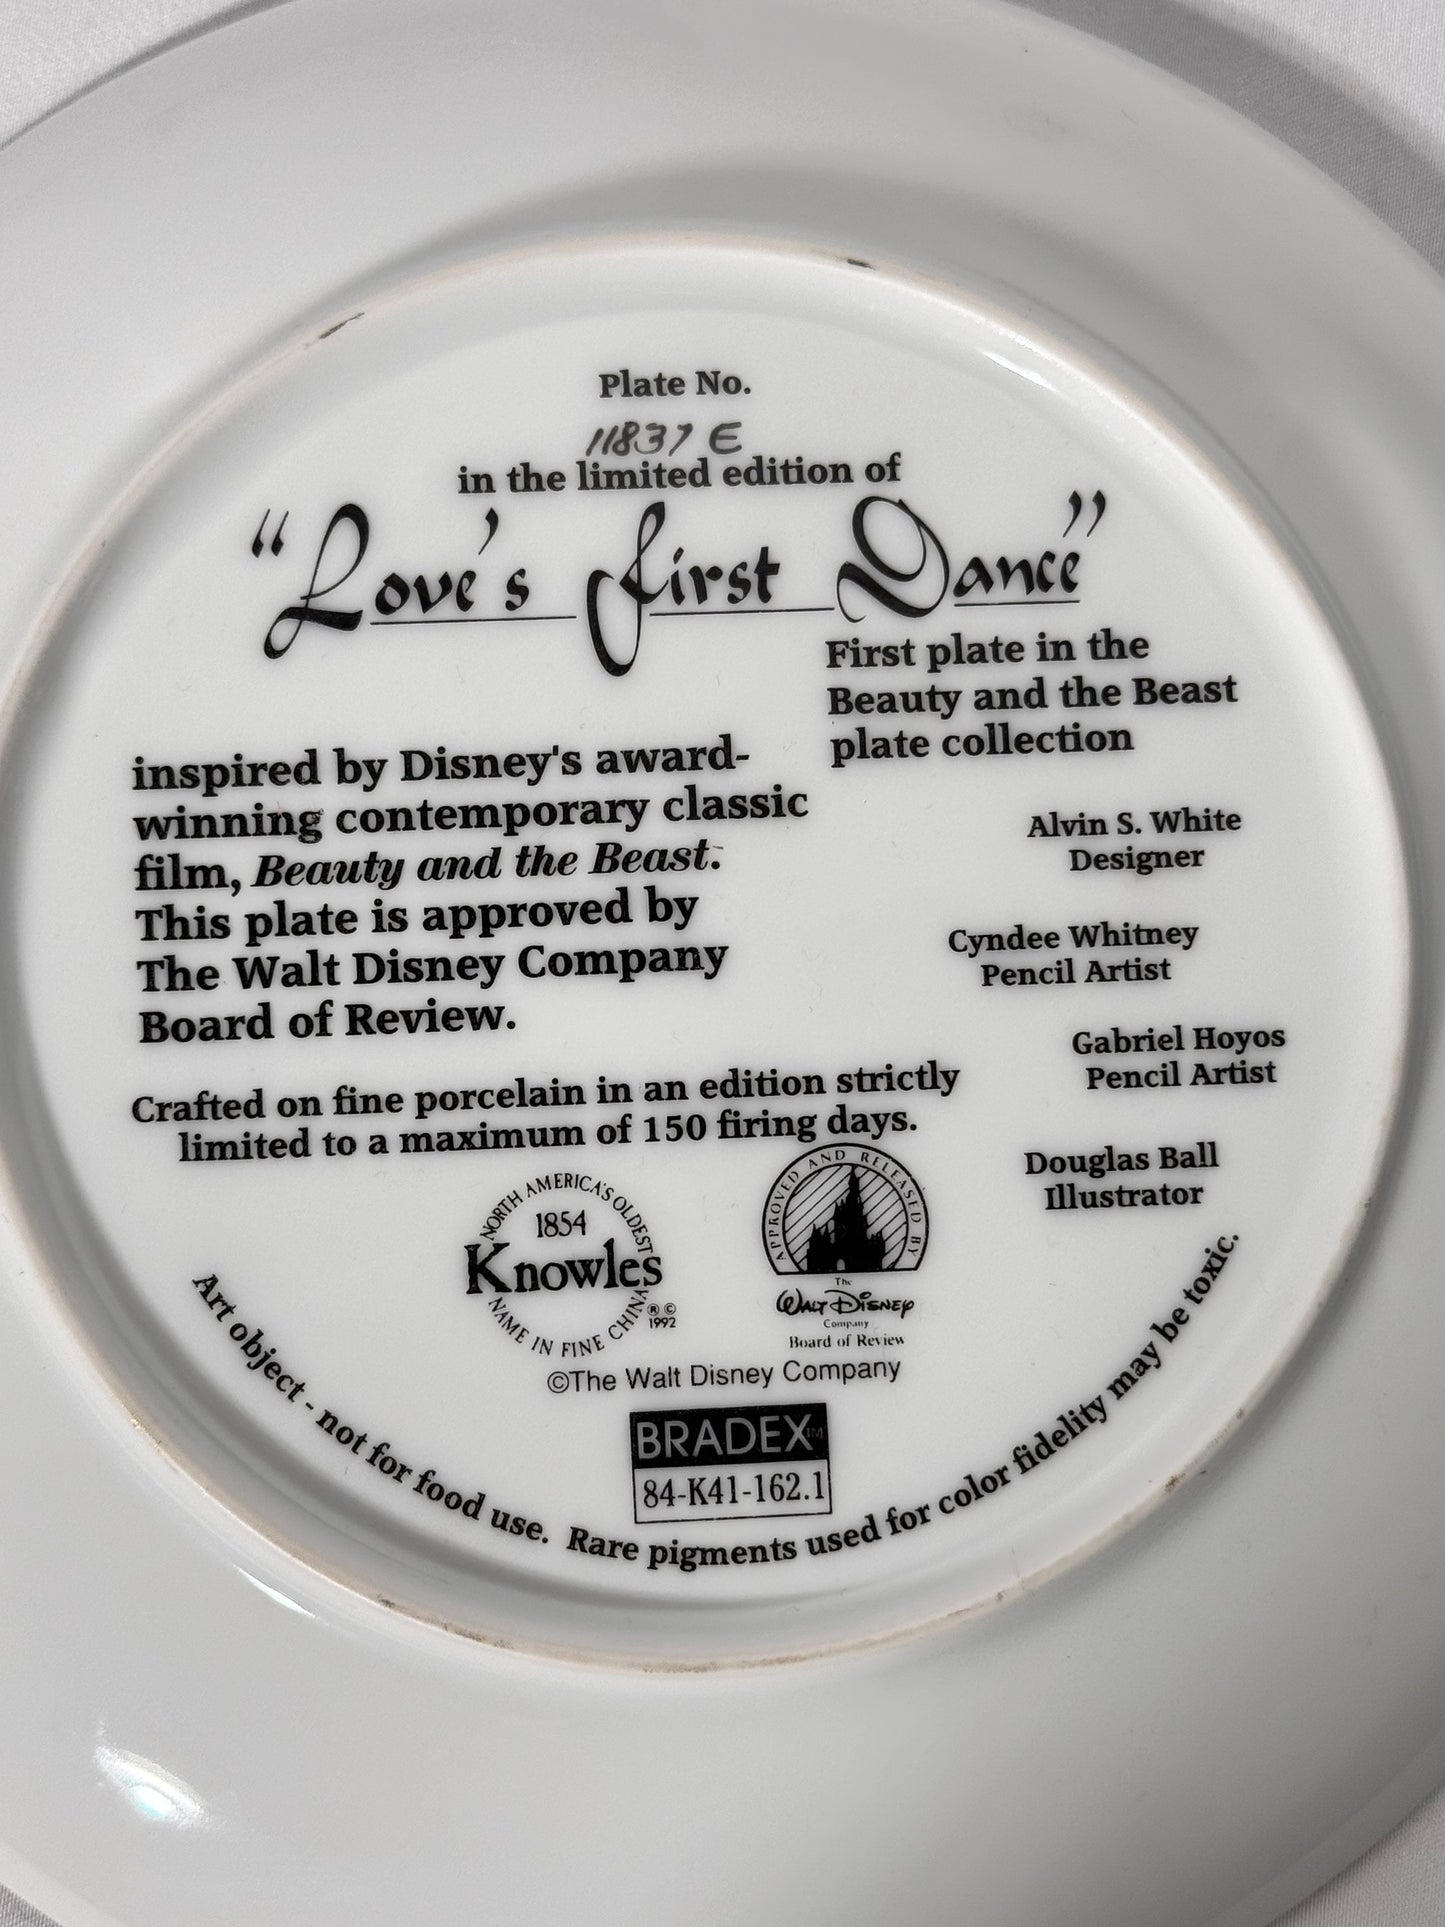 Plate No.
11837 E
in the limited edition of
"Love's First Dance"
First plate in the
Beauty and the Beast
plate collection
inspired by Disney's award-
winning contemporary classic
film, Beauty and the Beast.
This plate is approved by
The Walt Disney Company
Board of Review.
Alvin S. White
Designer
Cyndee Whitney
Pencil Artist
Gabriel Hoyos
Pencil Artist
Douglas Ball
Illustrator
Crafted on fine porcelain in an edition strictly
limited to a maximum of 150 firing days.
NORTH AMERICA'S OLDEST
1854
Knowles
NAME IN FINE CHINA
® ©
1992
APPROVED AND RELEASED BY
The
WALT DISNEY
Company
Board of Review
©The Walt Disney Company
BRADEX™
84-K41-162.1
Art object - not for food use. Rare pigments used for color fidelity may be toxic.